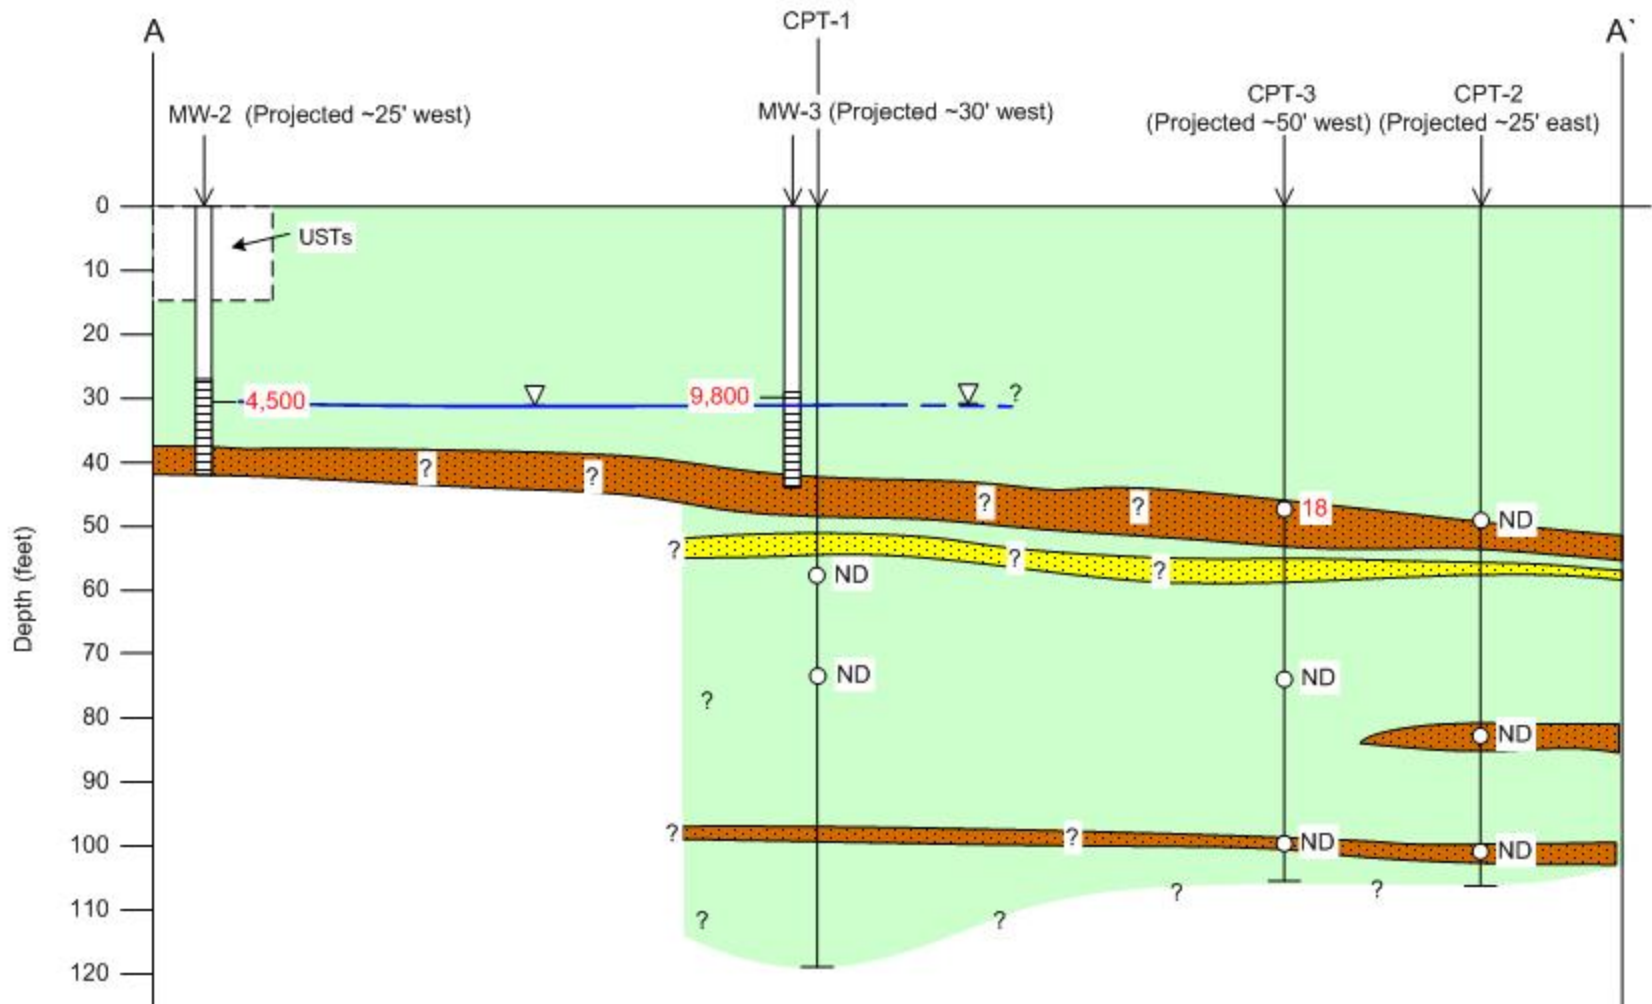 CPT-1
A
A`
CPT-3
CPT-2
MW-2 (Projected ~25' west)
MW-3 (Projected ~30' west)
(Projected ~50' west)
(Projected ~25' east)
0
USTs
10
20
30
4,500
9,800
?
40
?
?
?
?
18
ND
50
?
?
?
ND
60
Depth (feet)
70
ND
ND
?
80
ND
90
?
?
ND
ND
100
?
?
110
?
?
120